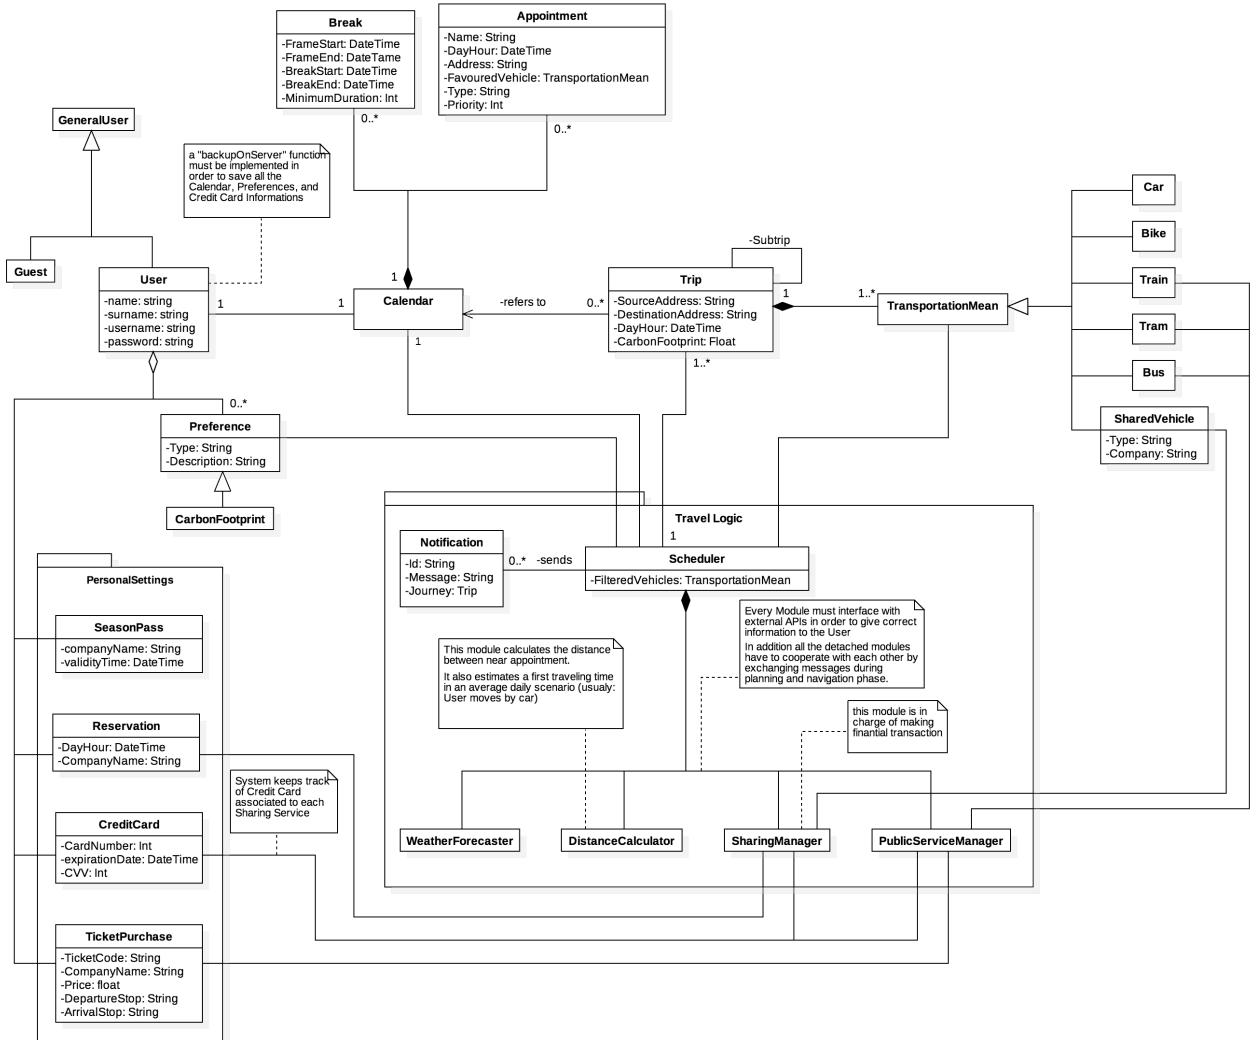 Break
-FrameStart: DateTime
-FrameEnd: DateTame
-BreakStart: DateTime
-BreakEnd: DateTime
-MinimumDuration: Int
0..*
Appointment
-Name: String
-DayHour: DateTime
-Address: String
-FavouredVehicle: TransportationMean
-Type: String
-Priority: Int
0..*
GeneralUser
a "backupOnServer" function
must be implemented in
order to save all the
Calendar, Preferences, and
Credit Card Informations
Guest
User
-name: string
-surname: string
-username: string
-password: string
1
1
1
Calendar
1
-refers to
0..*
-Subtrip
Trip
-SourceAddress: String
-DestinationAddress: String
-DayHour: DateTime
-CarbonFootprint: Float
1
1..*
1..*
TransportationMean
Car
Bike
Train
Tram
Bus
SharedVehicle
-Type: String
-Company: String
0..*
Preference
-Type: String
-Description: String
CarbonFootprint
Travel Logic
1
Notification
-Id: String
-Message: String
-Journey: Trip
0..*
-sends
Scheduler
-FilteredVehicles: TransportationMean
Every Module must interface with
external APIs in order to give correct
information to the User
In addition all the detached modules
have to cooperate with each other by
exchanging messages during
planning and navigation phase.
This module calculates the distance
between near appointment.
It also estimates a first traveling time
in an average daily scenario (usualy:
User moves by car)
this module is in
charge of making
finantial transaction
WeatherForecaster
DistanceCalculator
SharingManager
PublicServiceManager
PersonalSettings
SeasonPass
-companyName: String
-validityTime: DateTime
Reservation
-DayHour: DateTime
-CompanyName: String
System keeps track
of Credit Card
associated to each
Sharing Service
CreditCard
-CardNumber: Int
-expirationDate: DateTime
-CVV: Int
TicketPurchase
-TicketCode: String
-CompanyName: String
-Price: float
-DepartureStop: String
-ArrivalStop: String